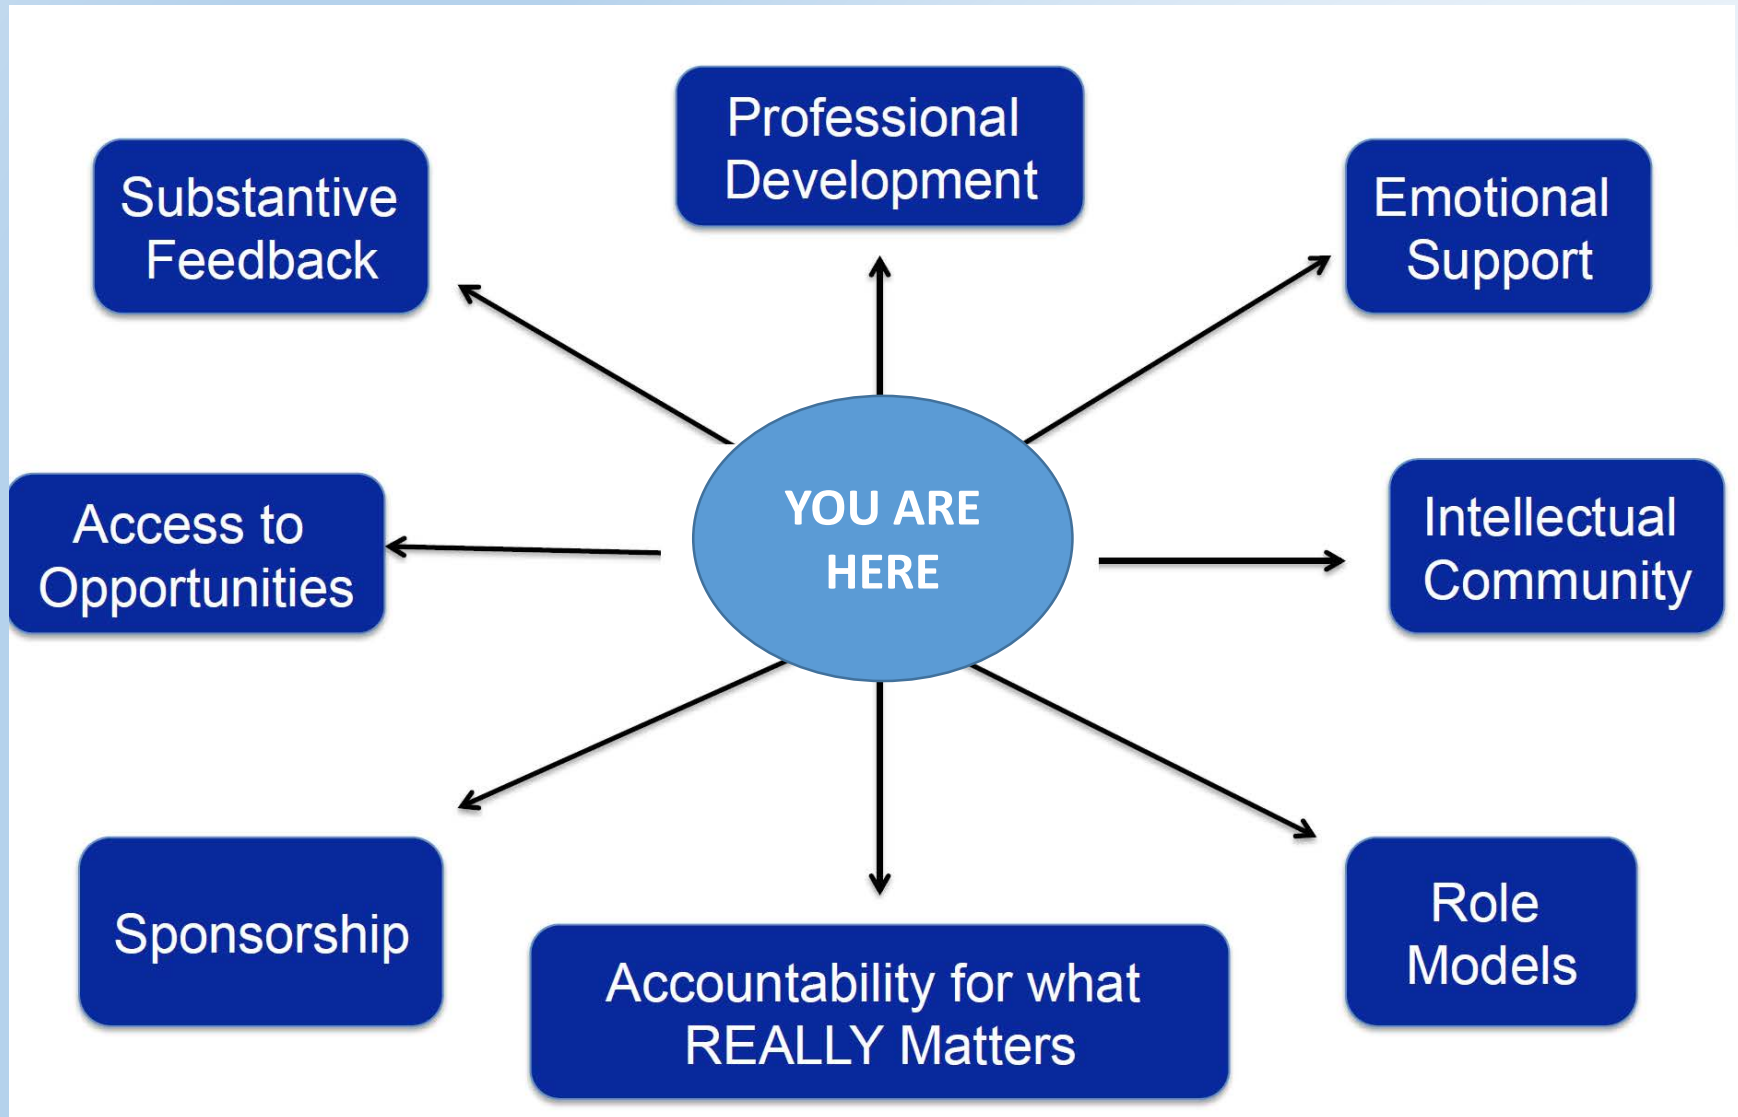 Professional
Development
Substantive
Feedback
Emotional
Support
YOU ARE
HERE
Access to
Opportunities
Intellectual
Community
Sponsorship
Accountability for what
REALLY Matters
Role
Models